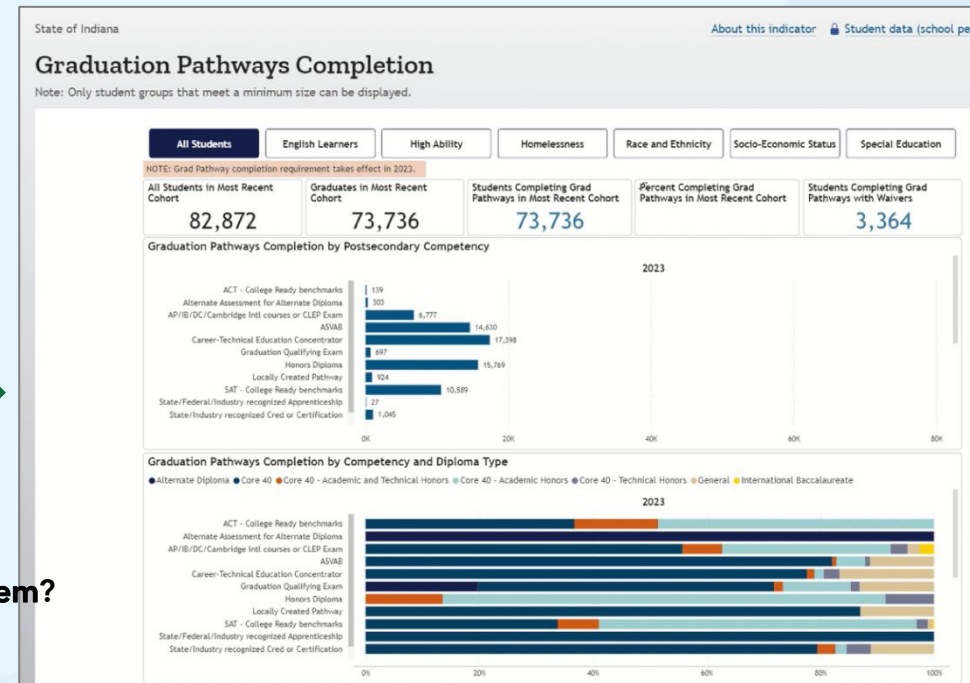 State of Indiana
About this indicator Student data (school pe
Graduation Pathways Completion
Note: Only student groups that meet a minimum size can be displayed.
All Students English Learners High Ability Homelessness Race and Ethnicity Socio-Economic Status Special Education
NOTE: Grad Pathway completion requirement takes effect in 2023.
All Students in Most Recent Cohort
82,872
Graduates in Most Recent Cohort
73,736
Students Completing Grad Pathways in Most Recent Cohort
73,736
Percent Completing Grad Pathways in Most Recent Cohort
Students Completing Grad Pathways with Waivers
3,364
Graduation Pathways Completion by Postsecondary Competency
2023
ACT - College Ready benchmarks 139
Alternate Assessment for Alternate Diploma 303
AP/IB/DC/Cambridge Intl courses or CLEP Exam 6,777
ASVAB 14,630
Career-Technical Education Concentrator 17,398
Graduation Qualifying Exam 697
Honors Diploma 15,769
Locally Created Pathway 924
SAT - College Ready benchmarks 10,589
State/Federal/Industry recognized Apprenticeship 27
State/Industry recognized Cred or Certification 1,045
0K 20K 40K 60K 80K
Graduation Pathways Completion by Competency and Diploma Type
Alternate Diploma Core 40 Core 40 - Academic and Technical Honors Core 40 - Academic Honors Core 40 - Technical Honors General International Baccalaureate
2023
ACT - College Ready benchmarks
Alternate Assessment for Alternate Diploma
AP/IB/DC/Cambridge Intl courses or CLEP Exam
ASVAB
Career-Technical Education Concentrator
Graduation Qualifying Exam
Honors Diploma
Locally Created Pathway
SAT - College Ready benchmarks
State/Federal/Industry recognized Apprenticeship
State/Industry recognized Cred or Certification
0% 20% 40% 60% 80% 100%
em?